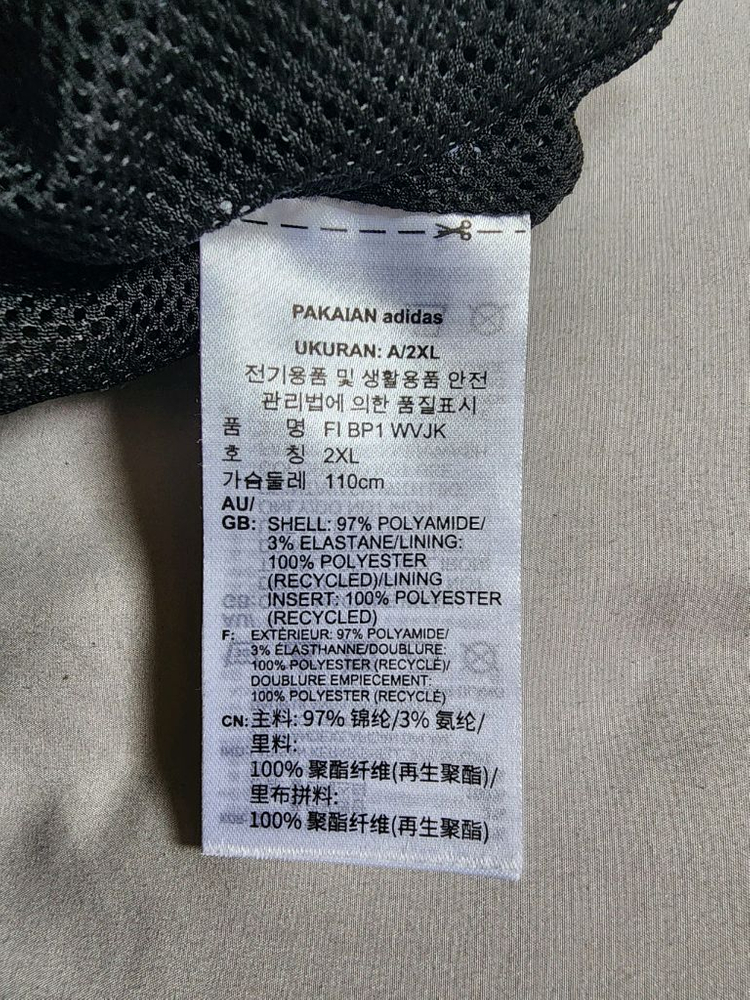 PAKAIAN adidas
UKURAN: A/2XL
전기용품 및 생활용품 안전
관리법에 의한 품질표시
품 명 FI BP1 WVJK
호 칭 2XL
가슴둘레 110cm
AU/
GB: SHELL: 97% POLYAMIDE/
3% ELASTANE/LINING:
100% POLYESTER
(RECYCLED)/LINING
INSERT: 100% POLYESTER
(RECYCLED)
F: EXTÉRIEUR: 97% POLYAMIDE/
3% ÉLASTHANNE/DOUBLURE:
100% POLYESTER (RECYCLÉ)/
DOUBLURE EMPIECEMENT:
100% POLYESTER (RECYCLÉ)
CN: 主料: 97% 锦纶/3% 氨纶/
里料:
100% 聚酯纤维(再生聚酯)/
里布拼料:
100% 聚酯纤维(再生聚酯)